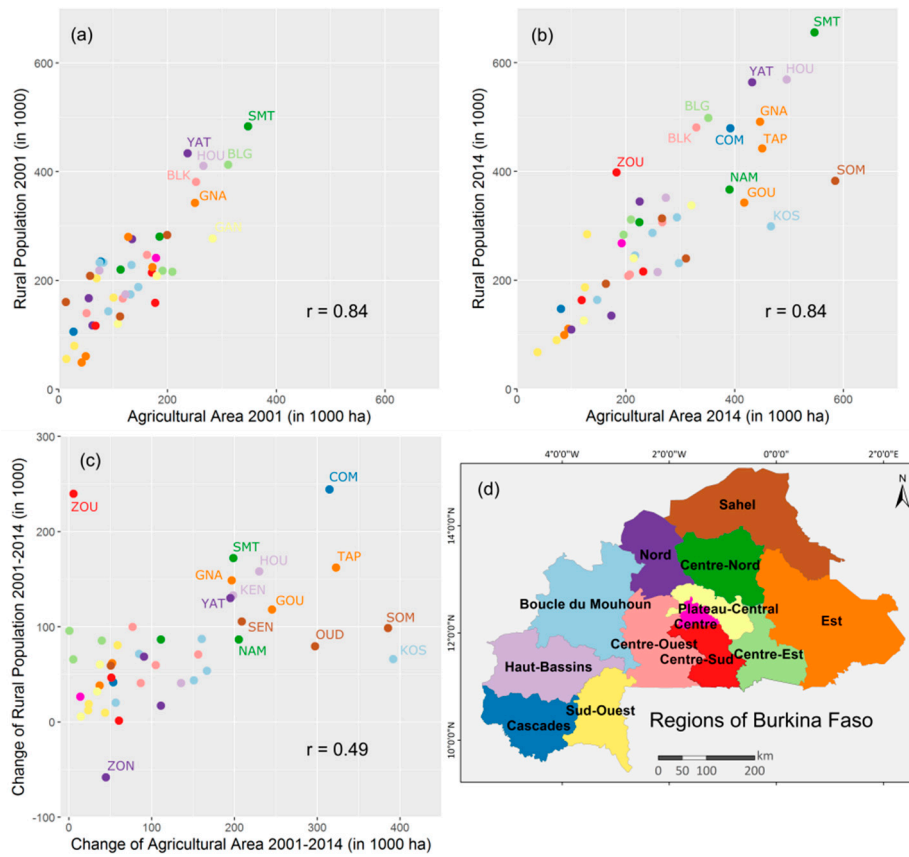 (a)
Rural Population 2001 (in 1000)
600
400
200
0
SMT
YAT
HOU
BLG
BLK
GNA
r = 0.84
0 200 400 600
Agricultural Area 2001 (in 1000 ha)
(b)
Rural Population 2014 (in 1000)
600
400
200
0
SMT
YAT
HOU
BLG
GNA
BLK
COM
TAP
ZOU
SOM
NAM
GOU
KOS
r = 0.84
0 200 400 600
Agricultural Area 2014 (in 1000 ha)
(c)
Change of Rural Population 2001-2014 (in 1000)
300
200
100
0
-100
COM
ZOU
SMT
HOU
TAP
GNA
KEN
YAT
GOU
SEN
SOM
NAM
OUD
KOS
ZON
r = 0.49
0 100 200 300 400
Change of Agricultural Area 2001-2014 (in 1000 ha)
(d)
4°0'0"W 2°0'0"W 0°0'0" 2°0'0"E
14°0'0"N
12°0'0"N
10°0'0"N
N
Sahel
Nord
Centre-Nord
Boucle du Mouhoun
Plateau-Central
Centre
Est
Centre-Ouest
Centre-Est
Centre-Sud
Haut-Bassins
Sud-Ouest
Cascades
Regions of Burkina Faso
km
0 50 100 200